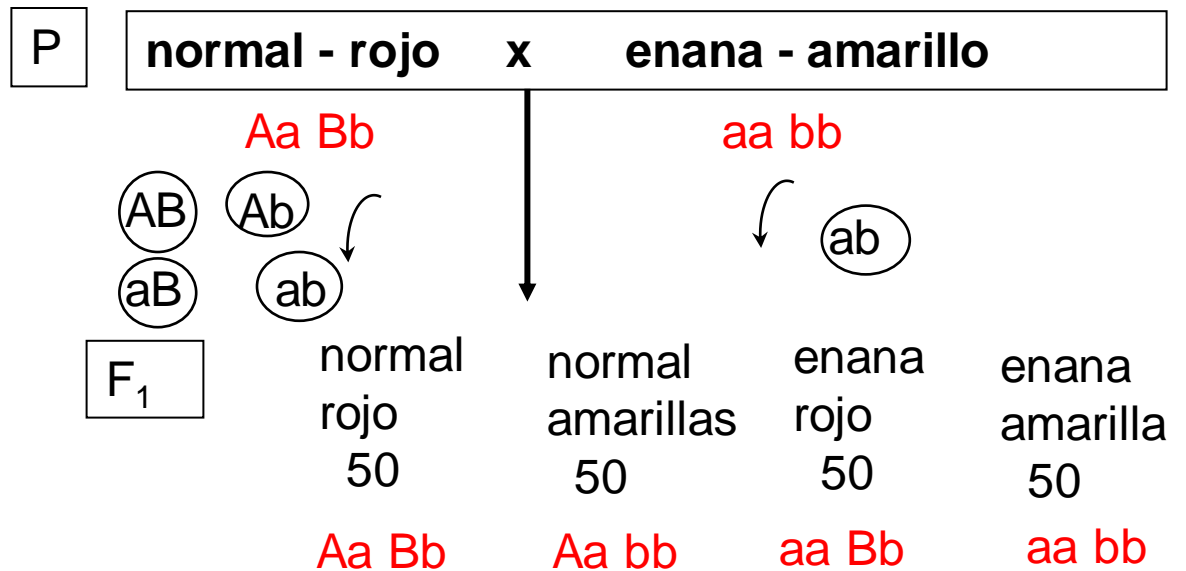 P
normal - rojo x enana - amarillo
Aa Bb aa bb
AB Ab
ab
aB ab
F1
normal rojo 50
normal amarillas 50
enana rojo 50
enana amarilla 50
Aa Bb Aa bb aa Bb aa bb